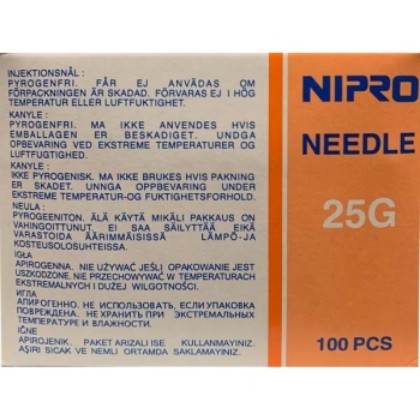 INJEKTIONSNÅL :
PYROGENFRI. FÅR EJ ANVÄDAS OM
FÖRPACKNINGEN ÄR SKADAD. FÖRVARAS EJ I HÖG
TEMPERATUR ELLER LUFTFUKTIGHET.
KANYLE :
PYROGENFRI. MA IKKE ANVENDES HVIS
EMBALLAGEN ER BESKADIGET. UNDGA
OPBEVARING VED EKSTREME TEMPERATURER OG
LUFTFUGTIGHED.
KANYLE :
IKKE PYROGENISK. MA IKKE BRUKES HVIS PAKNING
ER SKADET. UNNGA OPPBEVARING UNDER
EKSTREME TEMPERATUR-OG FUKTIGHETSFORHOLD.
NEULA :
PYROGEENITON. ÄLÄ KÄYTÄ MIKÄLI PAKKAUS ON
VAHINGOITTUNUT. EI SAA SÄILYTTÄÄ EIKÄ
VARASTOIDA ÄÄRIMMÄISISSÄ LÄMPÖ-JA
KOSTEUSOLOSUHTEISSA.
IGŁA
APIROGENNA. NIE UŻYWAĆ JEŚLI OPAKOWANIE JEST
USZKODZONE. NIE PRZECHOWYWAĆ W TEMPERATURACH
EKSTREMALNYCH I DUŻEJ WILGOTNOŚCI.
ИГЛА
АПИРОГЕННО. НЕ ИСПОЛЬЗОВАТЬ, ЕСЛИ УПАКОВКА
ПОВРЕЖДЕНА. НЕ ХРАНИТЬ ПРИ ЭКСТРЕМАЛЬНЫХ
ТЕМПЕРАТУРЕ И ВЛАЖНОСТИ.
IĞNE
APIROJENIK. PAKET ARIZALI ISE KULLANMAYINIZ.
AŞIRI SICAK VE NEMLI ORTAMDA SAKLAMAYINIZ.
NIPRO
NEEDLE
25G
100 PCS